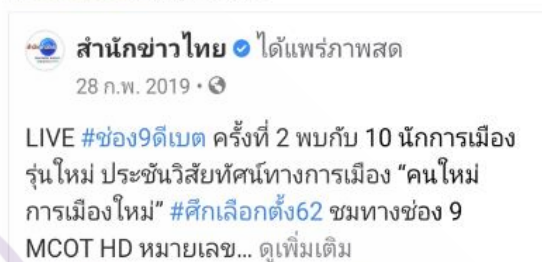 สำนักข่าวไทย ได้แพร่ภาพสด
28 ก.พ. 2019 ·
LIVE #ช่อง9ดีเบต ครั้งที่ 2 พบกับ 10 นักการเมือง
รุ่นใหม่ ประชันวิสัยทัศน์ทางการเมือง “คนใหม่
การเมืองใหม่” #ศึกเลือกตั้ง62 ชมทางช่อง 9
MCOT HD หมายเลข... ดูเพิ่มเติม